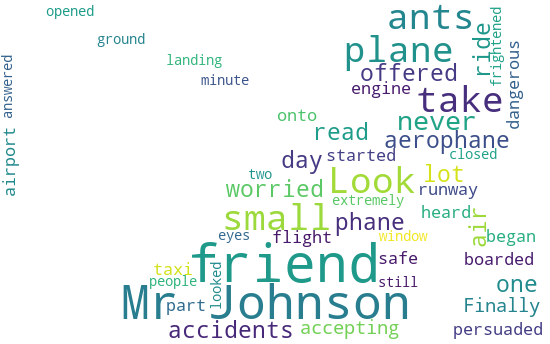 opened
ants
ground
plane
ride
frightened
landing
offered
dangerous
minute
engine
take
answered
onto
never
read
aerophane
airport
day
started
closed
two
worried
Look
lot
runway
extremely
small
phane
heard
air
eyes
flight
window
began
friend
safe
boarded
taxi
people
looked
still
one
Mr Johnson
part
Finally
accidents
accepting
persuaded